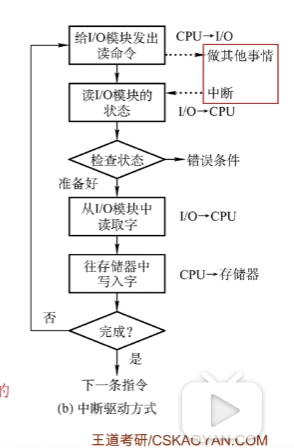 给I/O模块发出
读命令
CPU→I/O
做其他事情
读I/O模块的
状态
中断
I/O→CPU
检查状态
错误条件
准备好
从I/O模块中
读取字
I/O→CPU
往存储器中
写入字
CPU→存储器
否
完成?
是
的
下一条指令
(b) 中断驱动方式
王道考研/CSKAOYAN.COM